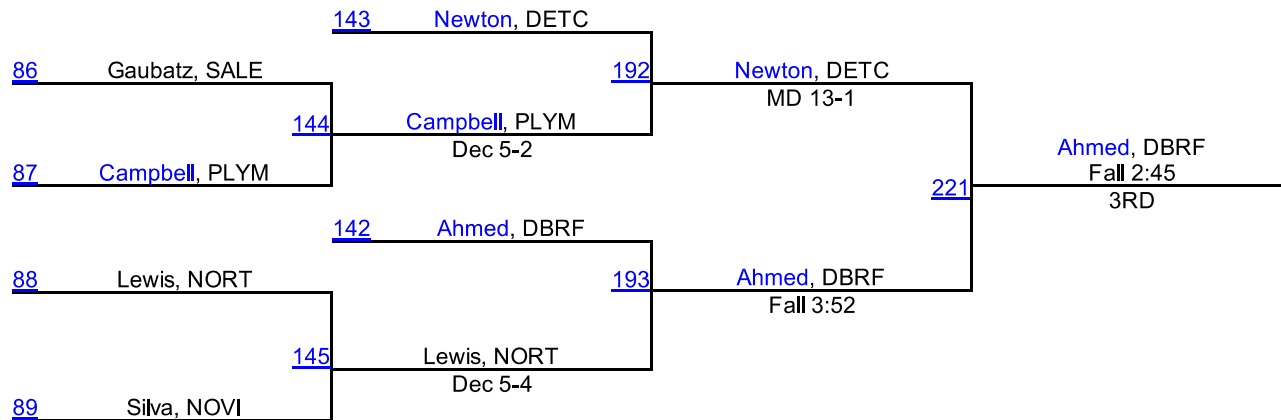 143 Newton, DETC
86 Gaubatz, SALE
192 Newton, DETC
MD 13-1
144 Campbell, PLYM
Dec 5-2
87 Campbell, PLYM
Ahmed, DBRF
221 Fall 2:45
3RD
142 Ahmed, DBRF
88 Lewis, NORT
193 Ahmed, DBRF
Fall 3:52
145 Lewis, NORT
Dec 5-4
89 Silva, NOVI